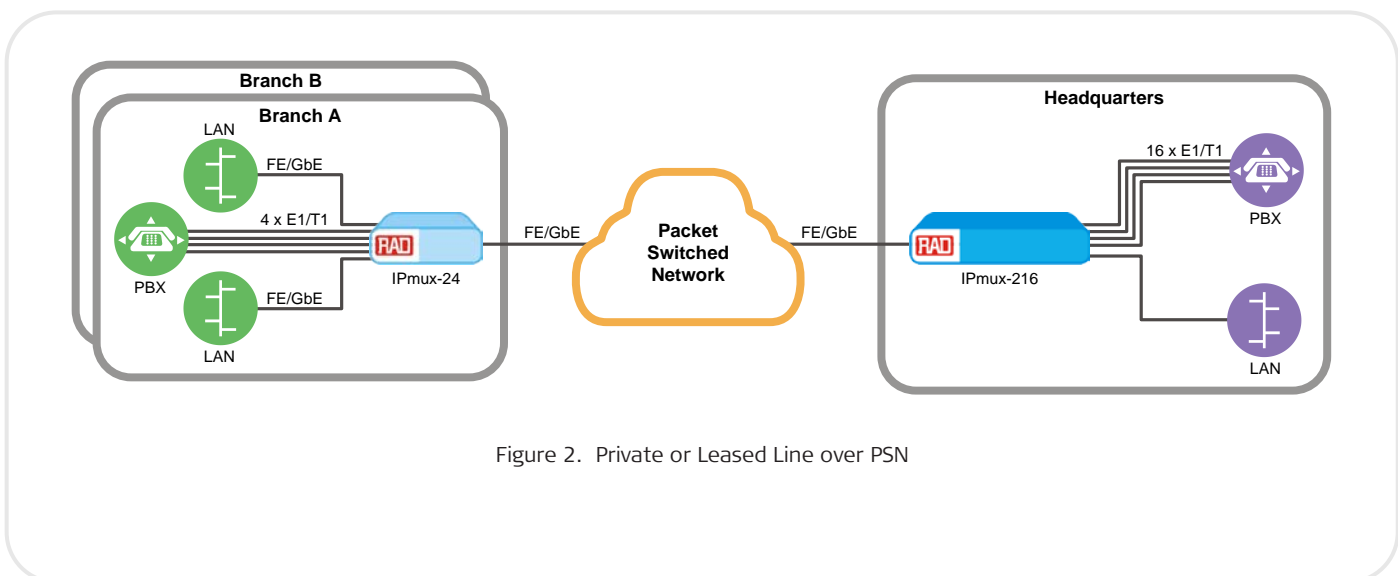 Branch B
Branch A
LAN
FE/GbE
4 x E1/T1
PBX
RAD
IPmux-24
FE/GbE
LAN
FE/GbE
Packet
Switched
Network
FE/GbE
Headquarters
16 x E1/T1
PBX
RAD
IPmux-216
LAN
Figure 2. Private or Leased Line over PSN